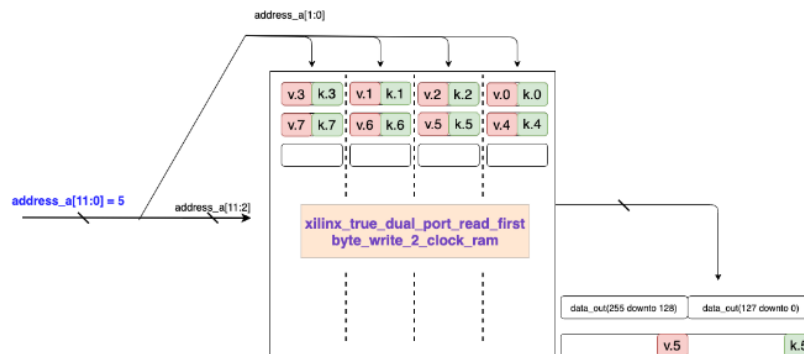 address_a[1:0]
v.3 k.3 v.1 k.1 v.2 k.2 v.0 k.0
v.7 k.7 v.6 k.6 v.5 k.5 v.4 k.4
address_a[11:0] = 5
address_a[11:2]
xilinx_true_dual_port_read_first
byte_write_2_clock_ram
data_out(255 downto 128) data_out(127 downto 0)
v.5 k.5